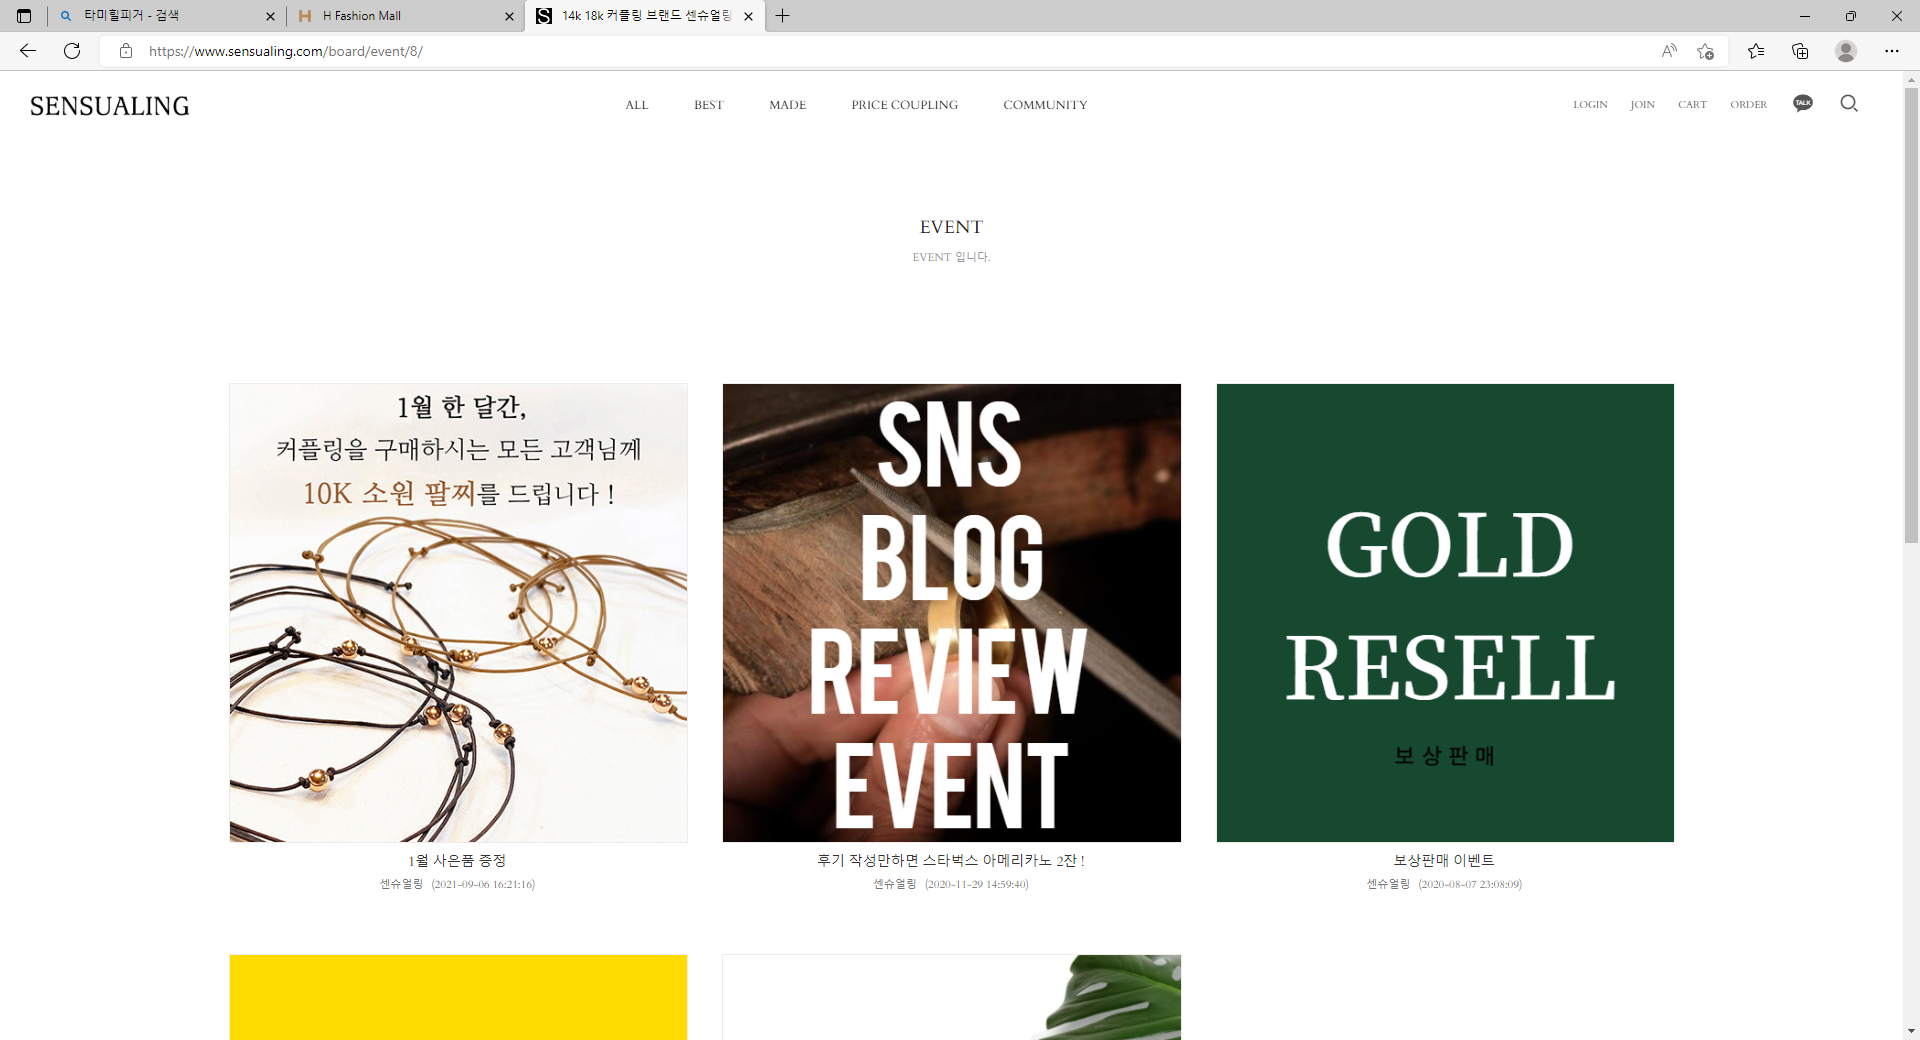 타미힐피거 - 검색
H Fashion Mall
14k 18k 커플링 브랜드 센슈얼링
https://www.sensualing.com/board/event/8/
SENSUALING
ALL
BEST
MADE
PRICE COUPLING
COMMUNITY
LOGIN
JOIN
CART
ORDER
TALK
EVENT
EVENT 입니다.
1월 한 달간,
커플링을 구매하시는 모든 고객님께
10K 소원 팔찌를 드립니다 !
SNS
BLOG
REVIEW
EVENT
GOLD
RESELL
보상판매
1월 사은품 증정
센슈얼링 (2021-09-06 16:21:16)
후기 작성만하면 스타벅스 아메리카노 2잔 !
센슈얼링 (2020-11-29 14:59:40)
보상판매 이벤트
센슈얼링 (2020-08-07 23:08:09)